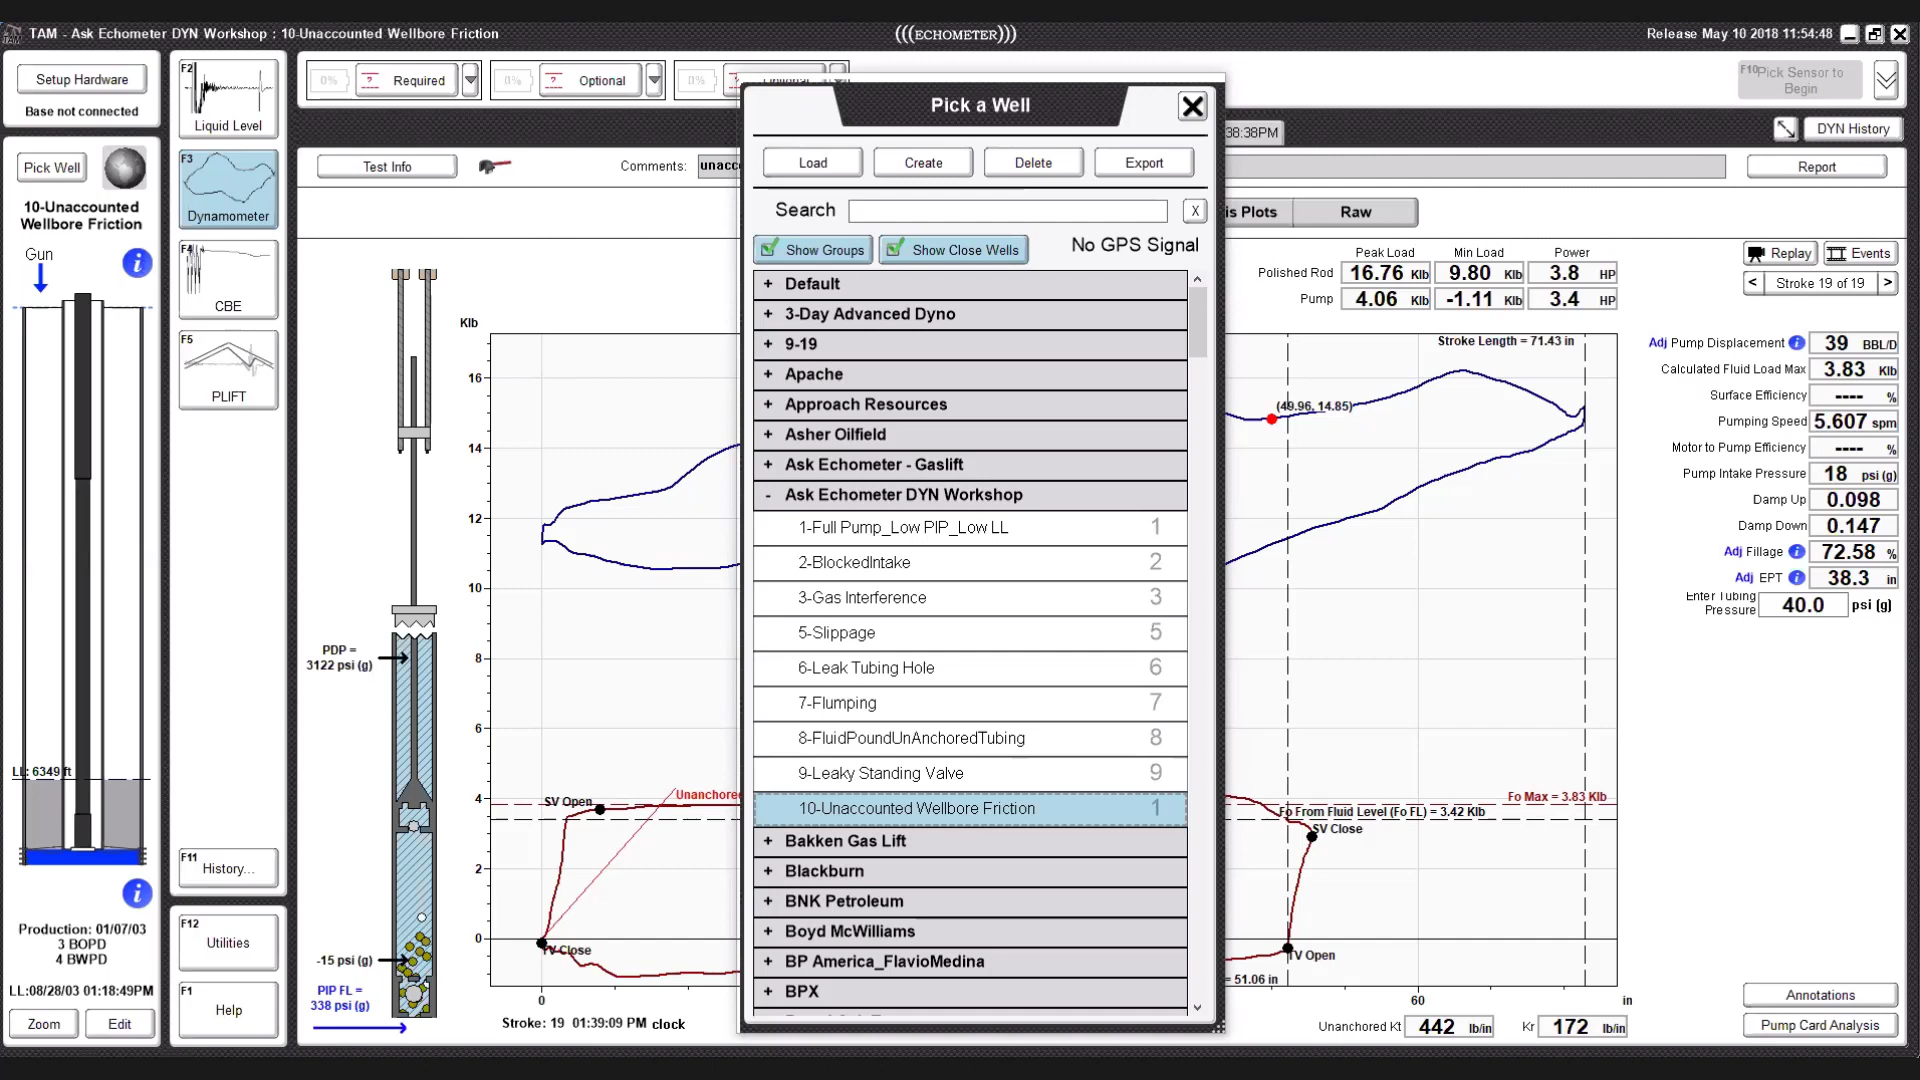 TAM - Ask Echometer DYN Workshop : 10-Unaccounted Wellbore Friction
(((ECHOMETER)))
Release May 10 2018 11:54:48
Setup Hardware
Base not connected
Pick Well
10-Unaccounted
Wellbore Friction
Gun
LL: 6349 ft
Production: 01/07/03
3 BOPD
4 BWPD
LL:08/28/03 01:18:49PM
Zoom
Edit
F2
Liquid Level
F3
Dynamometer
F4
CBE
F5
PLIFT
F11
History...
F12
Utilities
F1
Help
0%
? Required
0%
? Optional
0%
F10 Pick Sensor to
Begin
38:38PM
DYN History
Test Info
Comments:
unacc
Report
is Plots
Raw
Pick a Well
Load
Create
Delete
Export
Search
X
Show Groups
Show Close Wells
No GPS Signal
+ Default
+ 3-Day Advanced Dyno
+ 9-19
+ Apache
+ Approach Resources
+ Asher Oilfield
+ Ask Echometer - Gaslift
- Ask Echometer DYN Workshop
1-Full Pump_Low PIP_Low LL 1
2-BlockedIntake 2
3-Gas Interference 3
5-Slippage 5
6-Leak Tubing Hole 6
7-Flumping 7
8-FluidPoundUnAnchoredTubing 8
9-Leaky Standing Valve 9
10-Unaccounted Wellbore Friction 1
+ Bakken Gas Lift
+ Blackburn
+ BNK Petroleum
+ Boyd McWilliams
+ BP America_FlavioMedina
+ BPX
Peak Load Min Load Power
Polished Rod 16.76 Klb 9.80 Klb 3.8 HP
Pump 4.06 Klb -1.11 Klb 3.4 HP
Replay
Events
< Stroke 19 of 19 >
Klb
16
14
12
10
8
6
4
2
0
0
60
in
Stroke Length = 71.43 in
(49.96, 14.85)
PDP =
3122 psi (g)
-15 psi (g)
PIP FL =
338 psi (g)
SV Open
Unanchored
TV Close
Fo Max = 3.83 Klb
Fo From Fluid Level (Fo FL) = 3.42 Klb
SV Close
TV Open
= 51.06 in
Stroke: 19 01:39:09 PM clock
Unanchored Kt 442 lb/in
Kr 172 lb/in
Adj Pump Displacement 39 BBL/D
Calculated Fluid Load Max 3.83 Klb
Surface Efficiency ---- %
Pumping Speed 5.607 spm
Motor to Pump Efficiency ---- %
Pump Intake Pressure 18 psi (g)
Damp Up 0.098
Damp Down 0.147
Adj Fillage 72.58 %
Adj EPT 38.3 in
Enter Tubing
Pressure 40.0 psi (g)
Annotations
Pump Card Analysis